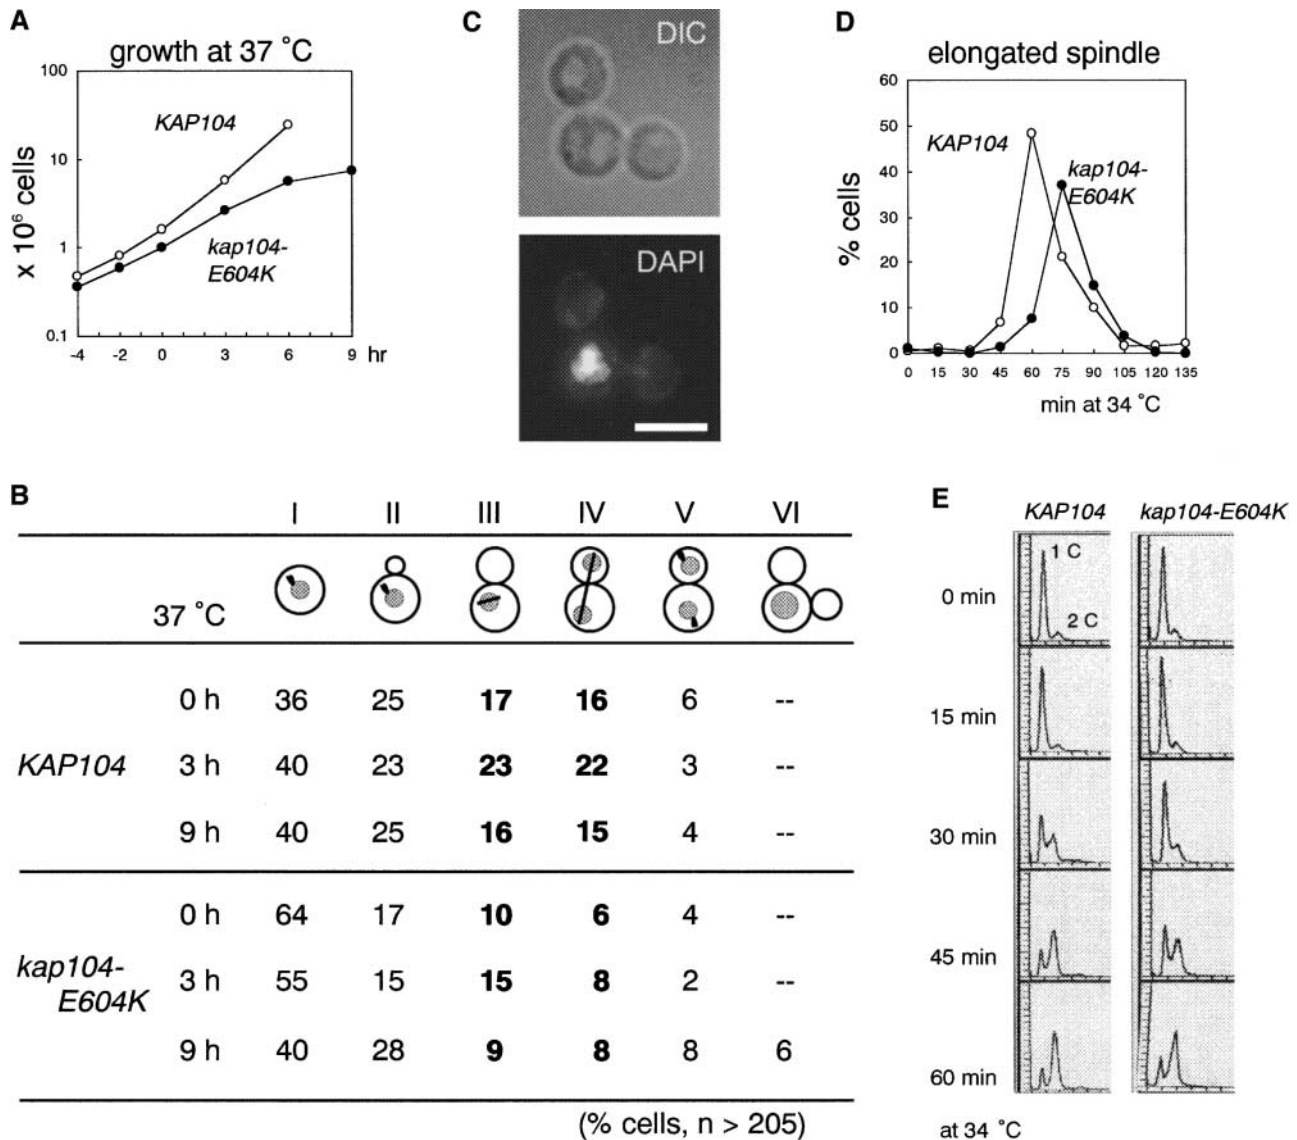 A
growth at 37 °C
100
10
1
0.1
x 10⁶ cells
KAP104
kap104-
E604K
-4 -2 0 3 6 9 hr
C
DIC
DAPI
D
elongated spindle
60
50
40
30
20
10
0
% cells
KAP104
kap104-
E604K
0 15 30 45 60 75 90 105 120 135
min at 34 °C
B
I II III IV V VI
37 °C
0 h 36 25 17 16 6 --
KAP104 3 h 40 23 23 22 3 --
9 h 40 25 16 15 4 --
0 h 64 17 10 6 4 --
kap104-
E604K
3 h 55 15 15 8 2 --
9 h 40 28 9 8 8 6
(% cells, n > 205)
E
KAP104 kap104-E604K
1 C
2 C
0 min
15 min
30 min
45 min
60 min
at 34 °C